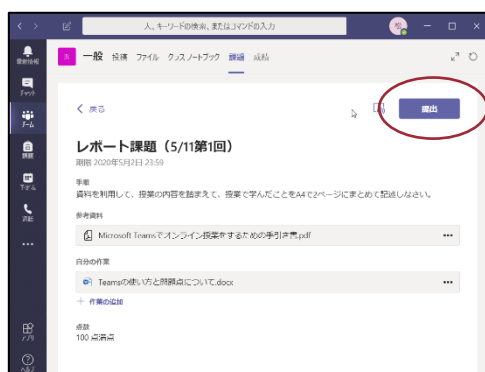 人、キーワードの検索、またはコマンドの入力
最新情報
一般 投稿 ファイル クラス ノートブック 課題 成績
チャット
戻る
提出
チーム
レポート課題（5/11第1回）
課題
期限 2020年5月2日 23:59
手順
予定表
資料を利用して、授業の内容を踏まえて、授業で学んだことをA4で2ページにまとめて記述しなさい。
通話
参考資料
Microsoft Teamsでオンライン授業をするための手引き書.pdf
自分の作業
Teamsの使い方と問題点について.docx
作業の追加
点数
100 点満点
アプリ
ヘルプ